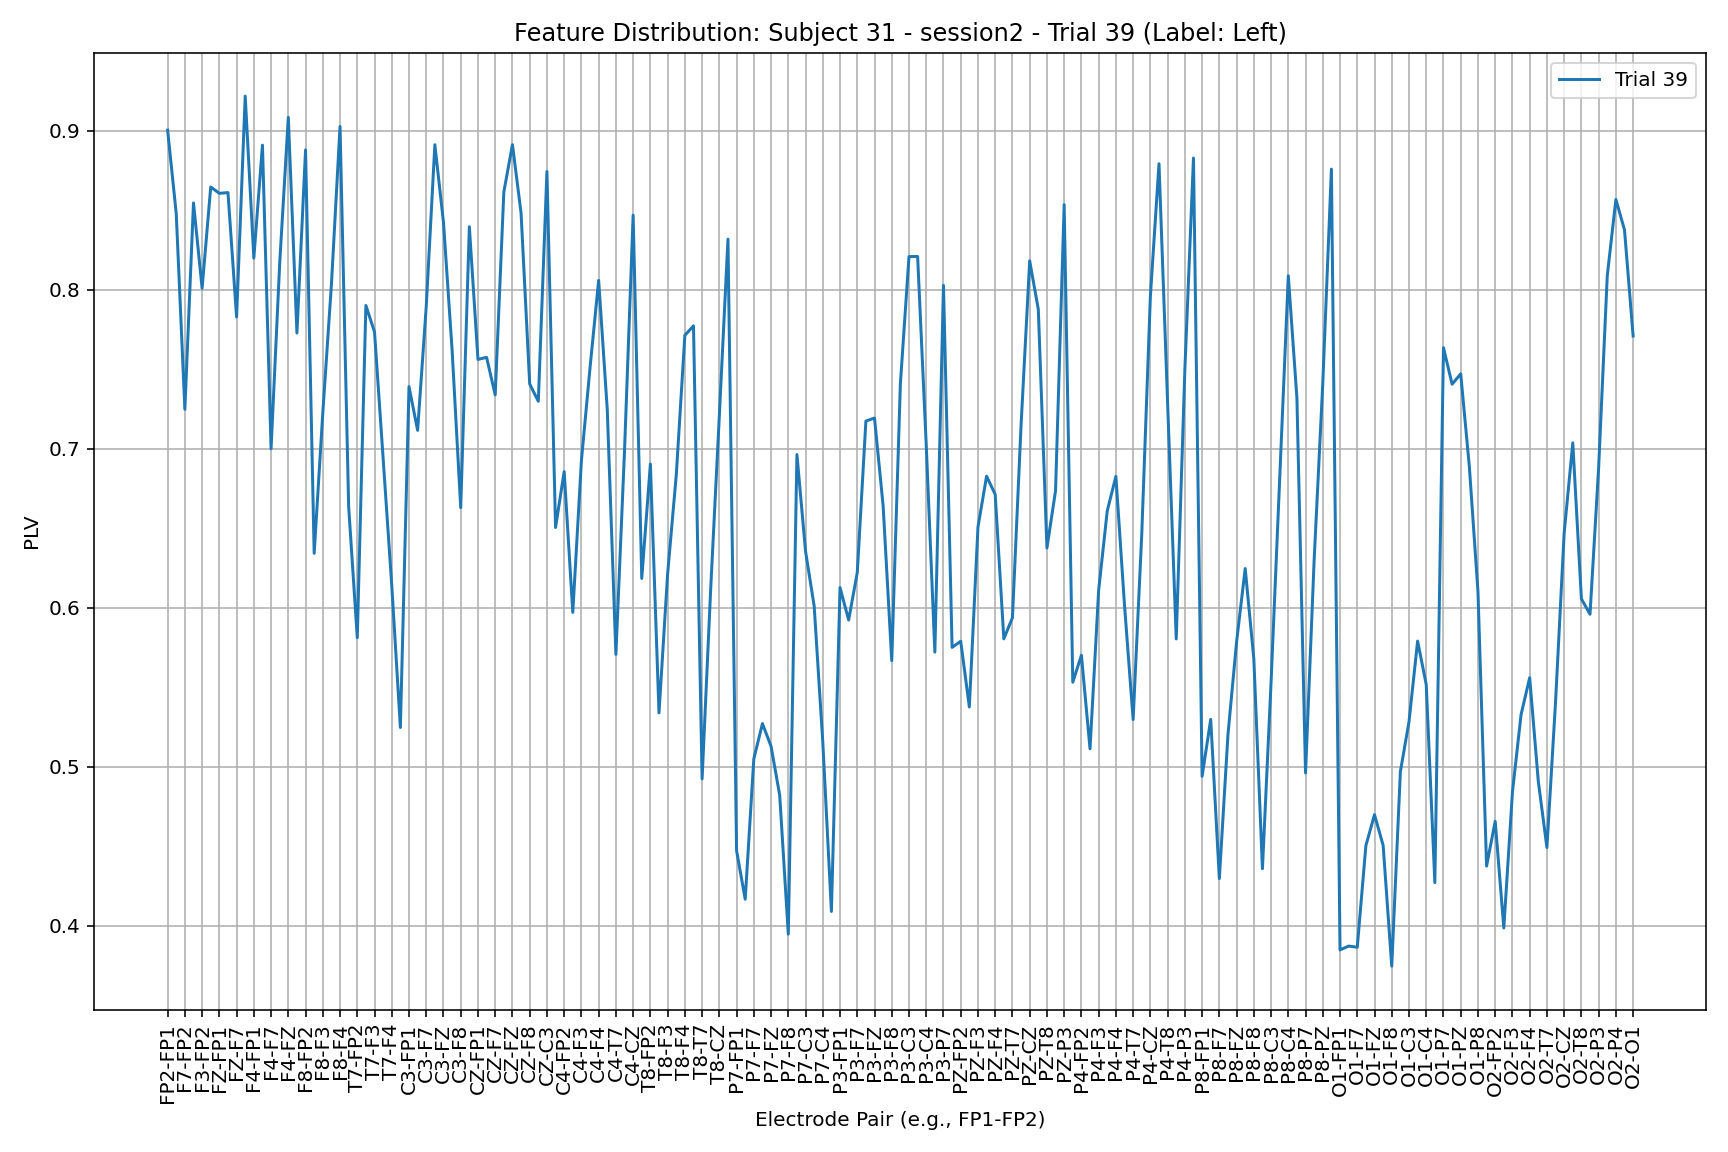 Feature Distribution: Subject 31 - session2 - Trial 39 (Label: Left)
Trial 39
PLV
0.9
0.8
0.7
0.6
0.5
0.4
FP2-FP1
F7-FP2
F3-FP2
FZ-FP1
FZ-F7
F4-FP1
F4-F7
F4-FZ
F8-FP2
F8-F3
F8-F4
T7-FP2
T7-F3
T7-F4
C3-FP1
C3-F7
C3-FZ
C3-F8
CZ-FP1
CZ-F7
CZ-FZ
CZ-F8
CZ-C3
C4-FP2
C4-F3
C4-F4
C4-T7
C4-CZ
T8-FP2
T8-F3
T8-F4
T8-T7
T8-CZ
P7-FP1
P7-F7
P7-FZ
P7-F8
P7-C3
P7-C4
P3-FP1
P3-F7
P3-FZ
P3-F8
P3-C3
P3-C4
P3-P7
PZ-FP2
PZ-F3
PZ-F4
PZ-T7
PZ-CZ
PZ-T8
PZ-P3
P4-FP2
P4-F3
P4-F4
P4-T7
P4-CZ
P4-T8
P4-P3
P8-FP1
P8-F7
P8-FZ
P8-F8
P8-C3
P8-C4
P8-P7
P8-PZ
O1-FP1
O1-F7
O1-FZ
O1-F8
O1-C3
O1-C4
O1-P7
O1-PZ
O1-P8
O2-FP2
O2-F3
O2-F4
O2-T7
O2-CZ
O2-T8
O2-P3
O2-P4
O2-O1
Electrode Pair (e.g., FP1-FP2)